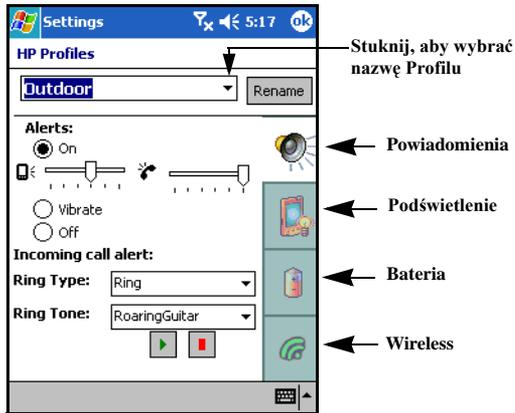 Settings 5:17 ok
HP Profiles
Stuknij, aby wybrać
nazwę Profilu
Outdoor Rename
Alerts:
On
Powiadomienia
Vibrate
Podświetlenie
Off
Incoming call alert:
Ring Type: Ring
Bateria
Ring Tone: RoaringGuitar
Wireless